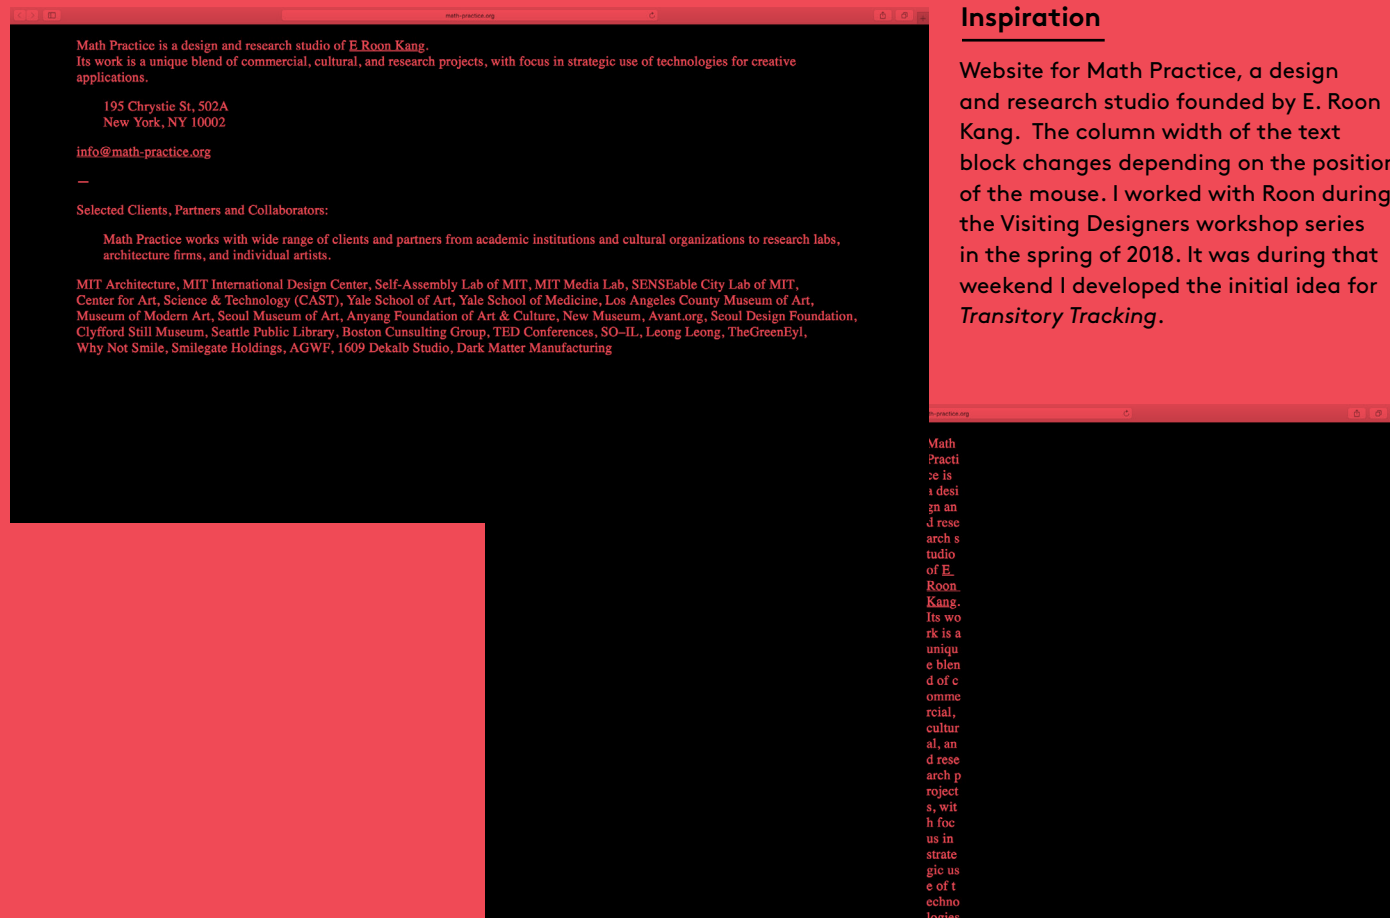 math-practice.org
Math Practice is a design and research studio of E Roon Kang.
Its work is a unique blend of commercial, cultural, and research projects, with focus in strategic use of technologies for creative
applications.
195 Chrystie St, 502A
New York, NY 10002
info@math-practice.org
—
Selected Clients, Partners and Collaborators:
Math Practice works with wide range of clients and partners from academic institutions and cultural organizations to research labs,
architecture firms, and individual artists.
MIT Architecture, MIT International Design Center, Self-Assembly Lab of MIT, MIT Media Lab, SENSEable City Lab of MIT,
Center for Art, Science & Technology (CAST), Yale School of Art, Yale School of Medicine, Los Angeles County Museum of Art,
Museum of Modern Art, Seoul Museum of Art, Anyang Foundation of Art & Culture, New Museum, Avant.org, Seoul Design Foundation,
Clyfford Still Museum, Seattle Public Library, Boston Cunsulting Group, TED Conferences, SO–IL, Leong Leong, TheGreenEyl,
Why Not Smile, Smilegate Holdings, AGWF, 1609 Dekalb Studio, Dark Matter Manufacturing
Inspiration
Website for Math Practice, a design
and research studio founded by E. Roon
Kang. The column width of the text
block changes depending on the position
of the mouse. I worked with Roon during
the Visiting Designers workshop series
in the spring of 2018. It was during that
weekend I developed the initial idea for
Transitory Tracking.
h-practice.org
Math
Practi
ce is
a desi
gn an
d rese
arch s
tudio
of E
Roon
Kang.
Its wo
rk is a
uniqu
e blen
d of c
omme
rcial,
cultur
al, an
d rese
arch p
roject
s, wit
h foc
us in
strate
gic us
e of t
echno
logies